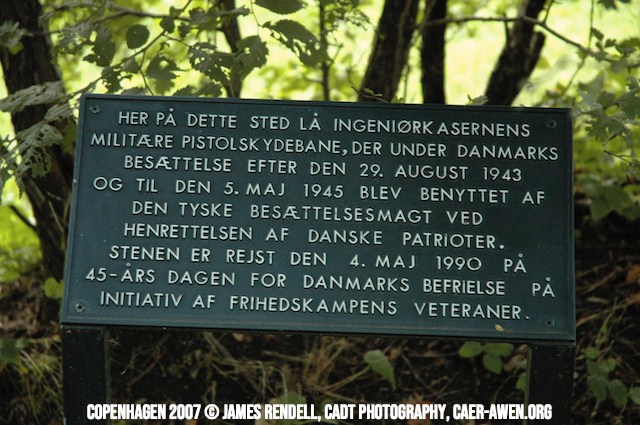 HER PÅ DETTE STED LÅ INGENIØRKASERNENS
MILITÆRE PISTOLSKYDEBANE, DER UNDER DANMARKS
BESÆTTELSE EFTER DEN 29. AUGUST 1943
OG TIL DEN 5. MAJ 1945 BLEV BENYTTET AF
DEN TYSKE BESÆTTELSESMAGT VED
HENRETTELSEN AF DANSKE PATRIOTER.
STENEN ER REJST DEN 4. MAJ 1990 PÅ
45-ÅRS DAGEN FOR DANMARKS BEFRIELSE PÅ
INITIATIV AF FRIHEDSKAMPENS VETERANER.
COPENHAGEN 2007 © JAMES RENDELL, CADT PHOTOGRAPHY, CAER-AWEN.ORG